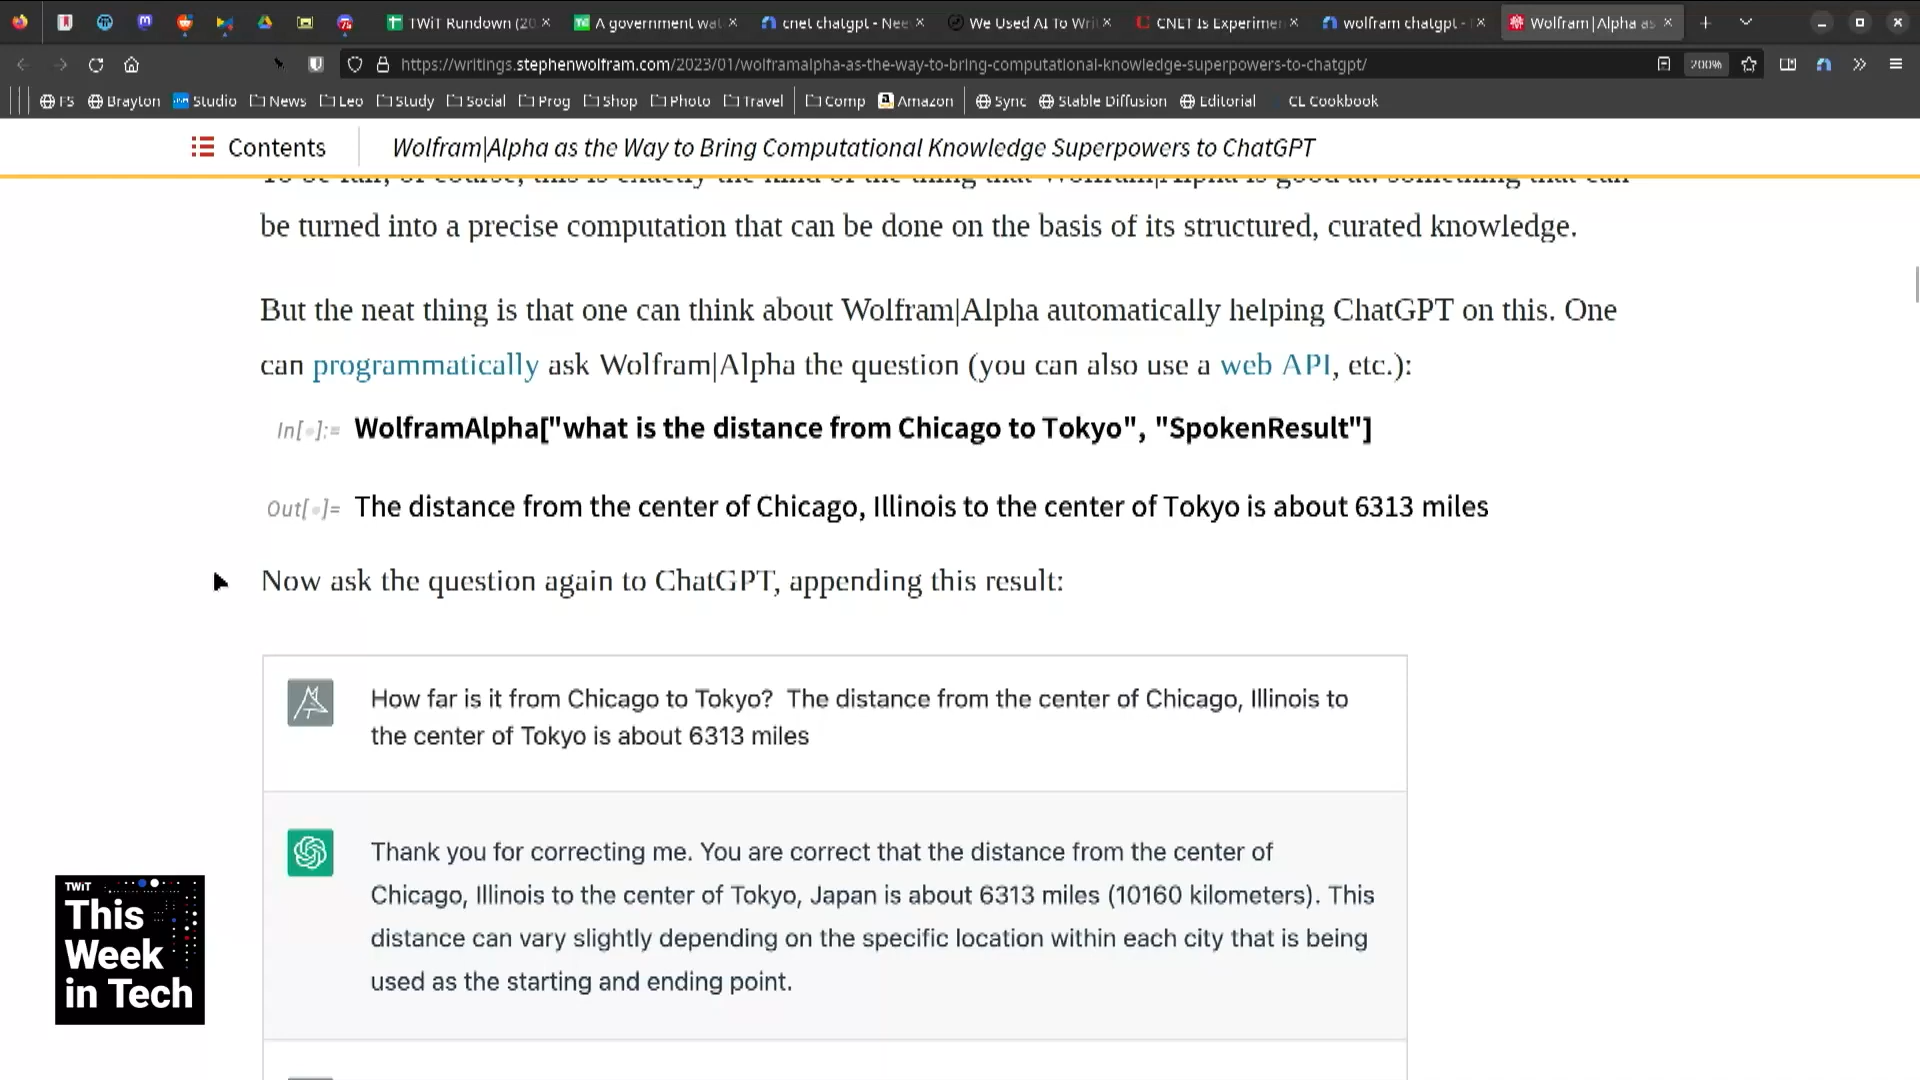 TWiT Rundown (20
A government wat
cnet chatgpt - Nee
We Used AI To Writ
CNET Is Experimen
wolfram chatgpt -
Wolfram|Alpha as
https://writings.stephenwolfram.com/2023/01/wolframalpha-as-the-way-to-bring-computational-knowledge-superpowers-to-chatgpt/
200%
FS Brayton Studio News Leo Study Social Prog Shop Photo Travel Comp Amazon Sync Stable Diffusion Editorial CL Cookbook
Contents
Wolfram|Alpha as the Way to Bring Computational Knowledge Superpowers to ChatGPT
be turned into a precise computation that can be done on the basis of its structured, curated knowledge.
But the neat thing is that one can think about Wolfram|Alpha automatically helping ChatGPT on this. One
can programmatically ask Wolfram|Alpha the question (you can also use a web API, etc.):
In[•]:= WolframAlpha["what is the distance from Chicago to Tokyo", "SpokenResult"]
Out[•]= The distance from the center of Chicago, Illinois to the center of Tokyo is about 6313 miles
Now ask the question again to ChatGPT, appending this result:
How far is it from Chicago to Tokyo? The distance from the center of Chicago, Illinois to
the center of Tokyo is about 6313 miles
Thank you for correcting me. You are correct that the distance from the center of
Chicago, Illinois to the center of Tokyo, Japan is about 6313 miles (10160 kilometers). This
distance can vary slightly depending on the specific location within each city that is being
used as the starting and ending point.
TWiT
This
Week
in Tech